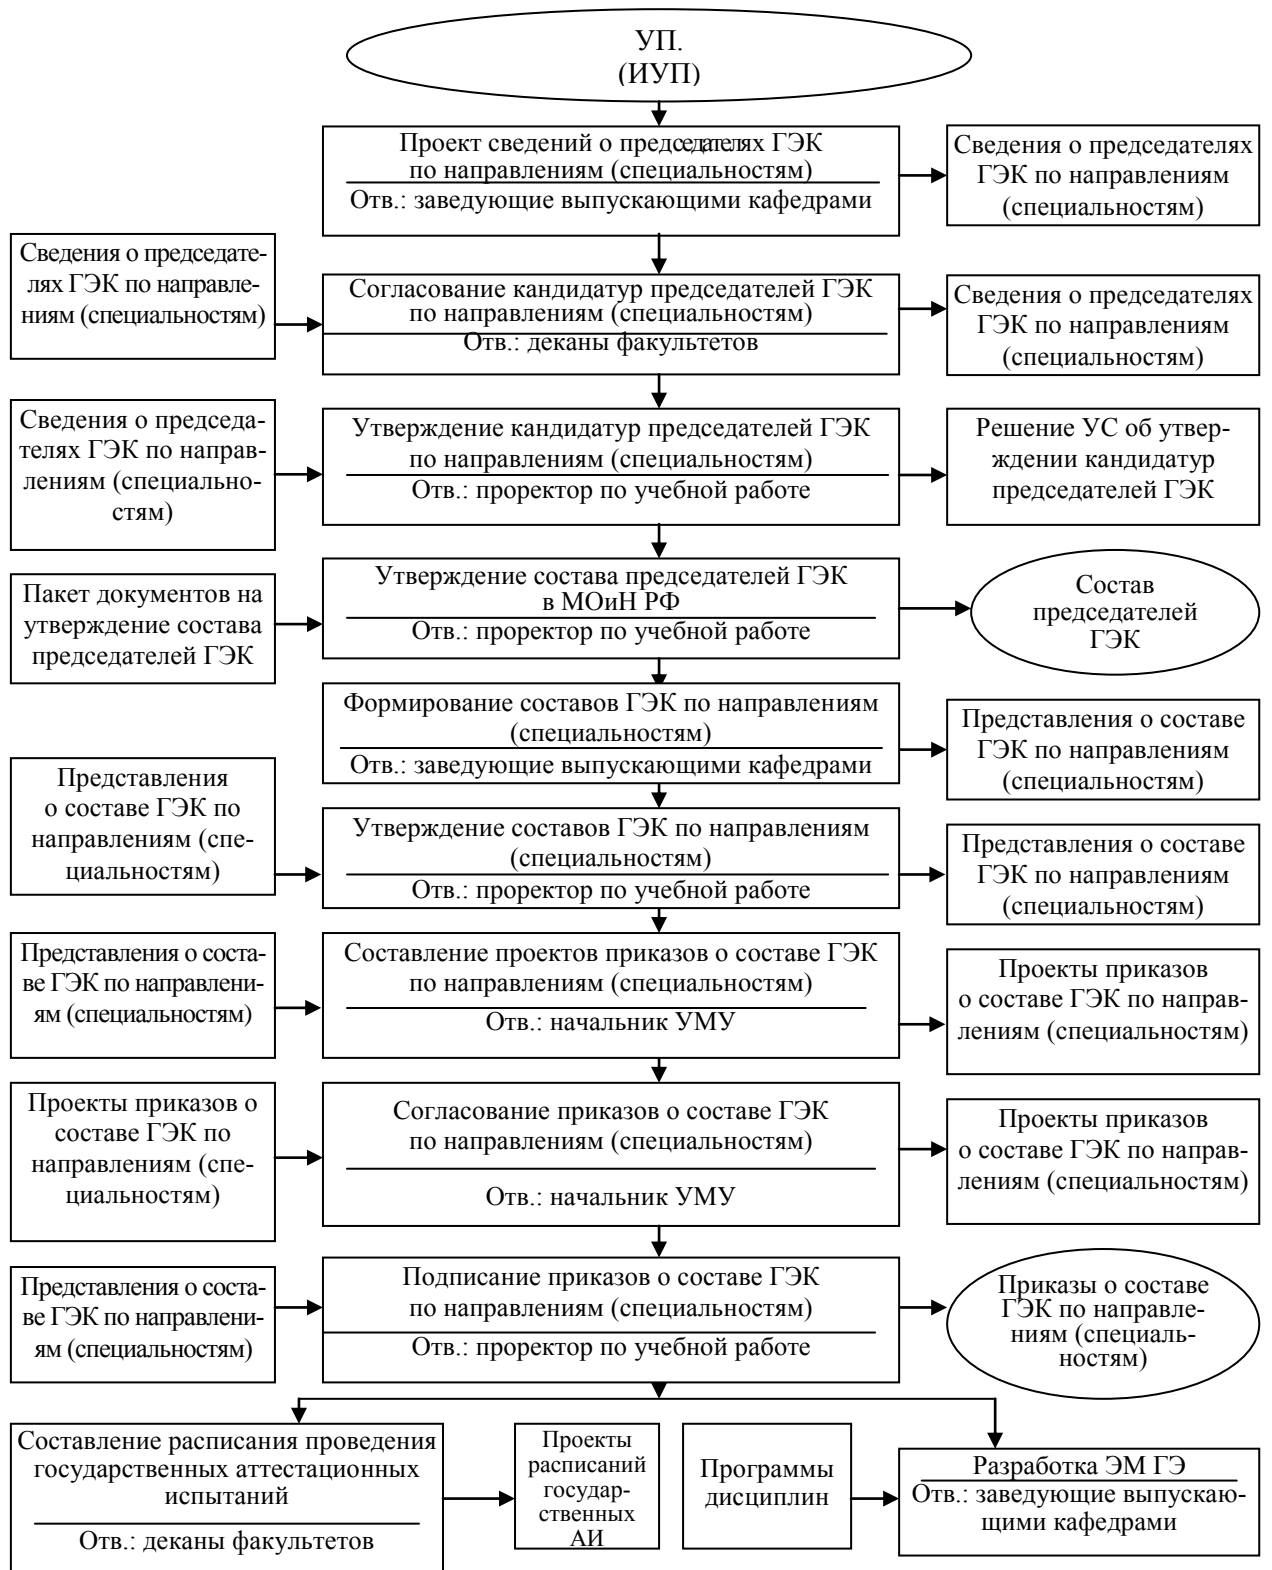 УП.
(ИУП)
Проект сведений о председателях ГЭК
по направлениям (специальностям)
Отв.: заведующие выпускающими кафедрами
Сведения о председателях
ГЭК по направлениям
(специальностям)
Сведения о председате-
лях ГЭК по направле-
ниям (специальностям)
Согласование кандидатур председателей ГЭК
по направлениям (специальностям)
Отв.: деканы факультетов
Сведения о председателях
ГЭК по направлениям
(специальностям)
Сведения о председа-
телях ГЭК по направ-
лениям (специально-
стям)
Утверждение кандидатур председателей ГЭК
по направлениям (специальностям)
Отв.: проректор по учебной работе
Решение УС об утвер-
ждении кандидатур
председателей ГЭК
Пакет документов на
утверждение состава
председателей ГЭК
Утверждение состава председателей ГЭК
в МОиН РФ
Отв.: проректор по учебной работе
Состав
председателей
ГЭК
Формирование составов ГЭК по направлениям
(специальностям)
Отв.: заведующие выпускающими кафедрами
Представления о составе
ГЭК по направлениям
(специальностям)
Представления
о составе ГЭК по
направлениям (спе-
циальностям)
Утверждение составов ГЭК по направлениям
(специальностям)
Отв.: проректор по учебной работе
Представления о составе
ГЭК по направлениям
(специальностям)
Представления о соста-
ве ГЭК по направлени-
ям (специальностям)
Составление проектов приказов о составе ГЭК
по направлениям (специальностям)
Отв.: начальник УМУ
Проекты приказов
о составе ГЭК по направ-
лениям (специальностям)
Проекты приказов о
составе ГЭК по
направлениям (спе-
циальностям)
Согласование приказов о составе ГЭК
по направлениям (специальностям)
Отв.: начальник УМУ
Проекты приказов
о составе ГЭК по направ-
лениям (специальностям)
Представления о соста-
ве ГЭК по направлени-
ям (специальностям)
Подписание приказов о составе ГЭК
по направлениям (специальностям)
Отв.: проректор по учебной работе
Приказы о составе
ГЭК по направле-
ниям (специаль-
ностям)
Составление расписания проведения
государственных аттестационных
испытаний
Отв.: деканы факультетов
Проекты
расписаний
государ-
ственных
АИ
Программы
дисциплин
Разработка ЭМ ГЭ
Отв.: заведующие выпускаю-
щими кафедрами